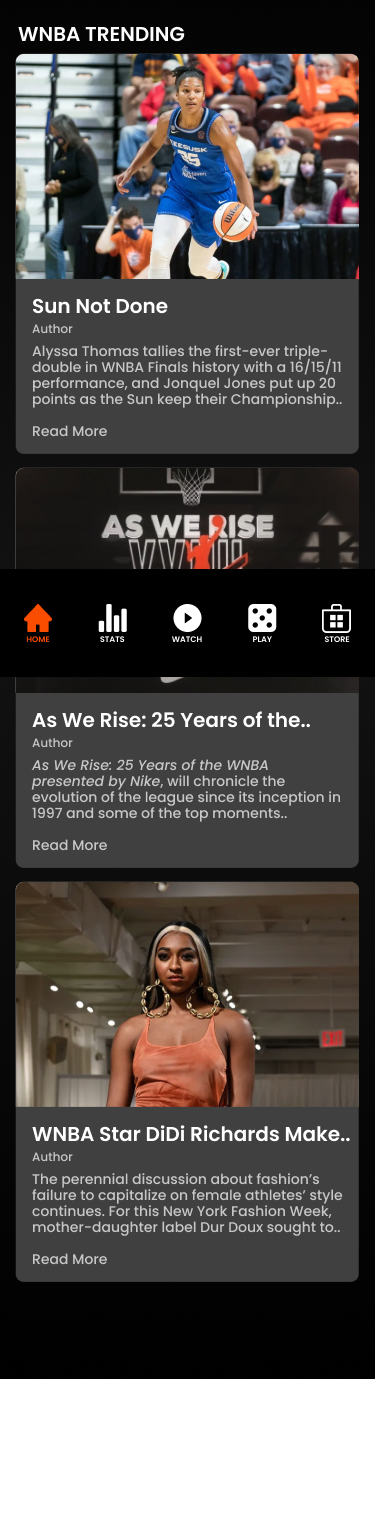 WNBA TRENDING
Sun Not Done
Author
Alyssa Thomas tallies the first-ever triple-
double in WNBA Finals history with a 16/15/11
performance, and Jonquel Jones put up 20
points as the Sun keep their Championship..
Read More
AS WE RISE
HOME
STATS
WATCH
PLAY
STORE
As We Rise: 25 Years of the..
Author
As We Rise: 25 Years of the WNBA
presented by Nike, will chronicle the
evolution of the league since its inception in
1997 and some of the top moments..
Read More
WNBA Star DiDi Richards Make..
Author
The perennial discussion about fashion's
failure to capitalize on female athletes' style
continues. For this New York Fashion Week,
mother-daughter label Dur Doux sought to..
Read More